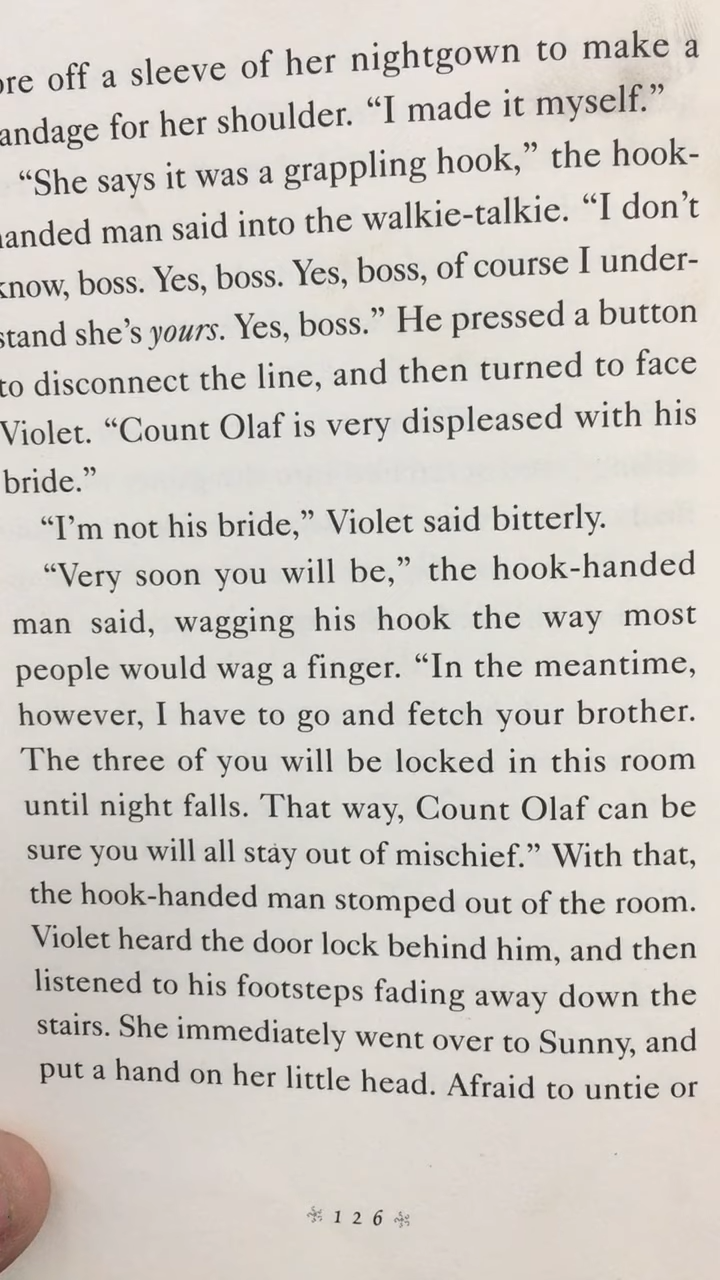 ore off a sleeve of her nightgown to make a
andage for her shoulder. “I made it myself.”
“She says it was a grappling hook,” the hook-
anded man said into the walkie-talkie. “I don’t
know, boss. Yes, boss. Yes, boss, of course I under-
stand she’s yours. Yes, boss.” He pressed a button
to disconnect the line, and then turned to face
Violet. “Count Olaf is very displeased with his
bride.”
“I’m not his bride,” Violet said bitterly.
“Very soon you will be,” the hook-handed
man said, wagging his hook the way most
people would wag a finger. “In the meantime,
however, I have to go and fetch your brother.
The three of you will be locked in this room
until night falls. That way, Count Olaf can be
sure you will all stay out of mischief.” With that,
the hook-handed man stomped out of the room.
Violet heard the door lock behind him, and then
listened to his footsteps fading away down the
stairs. She immediately went over to Sunny, and
put a hand on her little head. Afraid to untie or
126